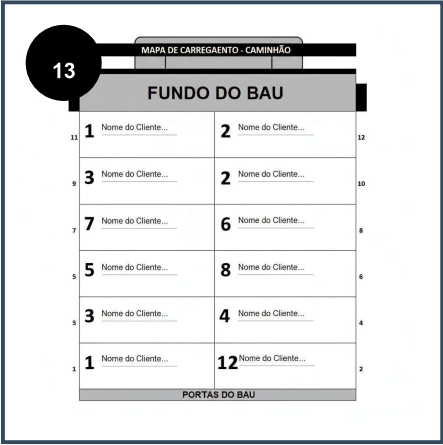 MAPA DE CARREGAENTO - CAMINHÃO
13
FUNDO DO BAU
11 1 Nome do Cliente... 2 Nome do Cliente... 12
9 3 Nome do Cliente... 2 Nome do Cliente... 10
7 7 Nome do Cliente... 6 Nome do Cliente... 8
5 5 Nome do Cliente... 8 Nome do Cliente... 6
5 3 Nome do Cliente... 4 Nome do Cliente... 4
1 1 Nome do Cliente... 12 Nome do Cliente... 2
PORTAS DO BAU